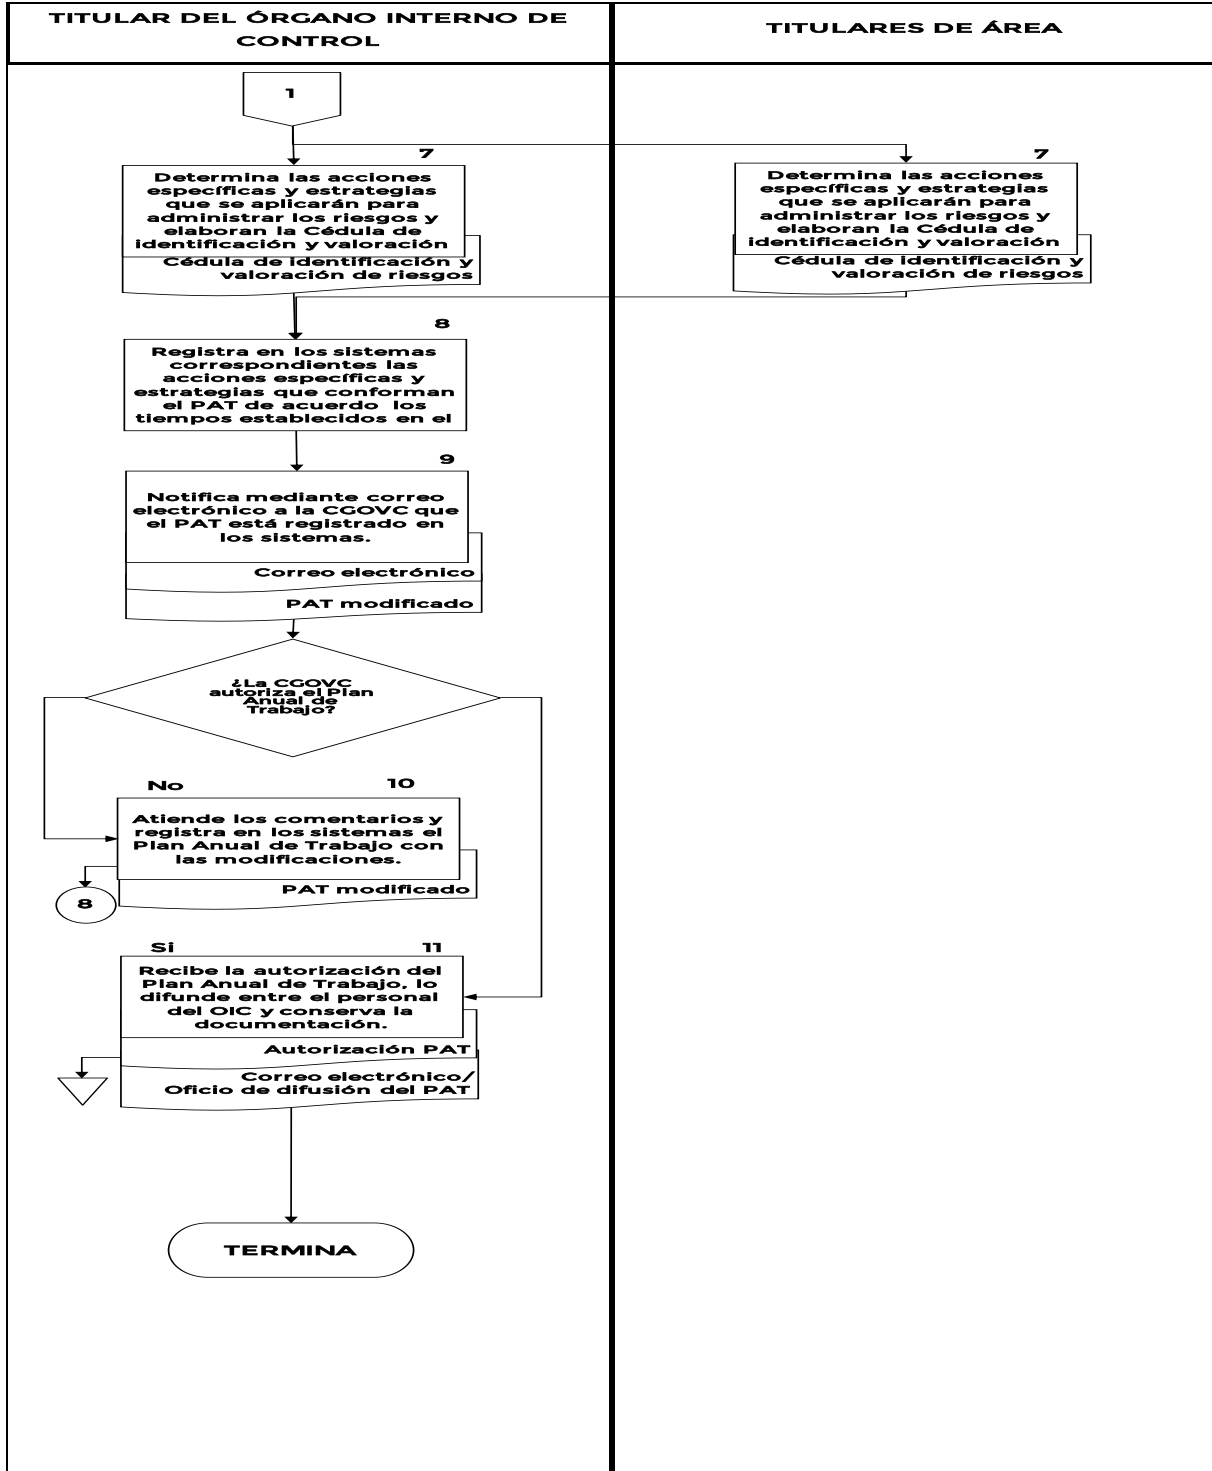 TITULAR DEL ÓRGANO INTERNO DE
CONTROL
TITULARES DE ÁREA
1
7
Determina las acciones
específicas y estrategias
que se aplicarán para
administrar los riesgos y
elaboran la Cédula de
identificación y valoración
Cédula de identificación y
valoración de riesgos
7
Determina las acciones
específicas y estrategias
que se aplicarán para
administrar los riesgos y
elaboran la Cédula de
identificación y valoración
Cédula de identificación y
valoración de riesgos
8
Registra en los sistemas
correspondientes las
acciones específicas y
estrategias que conforman
el PAT de acuerdo los
tiempos establecidos en el
9
Notifica mediante correo
electrónico a la CGOVC que
el PAT está registrado en
los sistemas.
Correo electrónico
PAT modificado
¿La CGOVC
autoriza el Plan
Anual de
Trabajo?
No
10
Atiende los comentarios y
registra en los sistemas el
Plan Anual de Trabajo con
las modificaciones.
PAT modificado
8
Si
11
Recibe la autorización del
Plan Anual de Trabajo, lo
difunde entre el personal
del OIC y conserva la
documentación.
Autorización PAT
Correo electrónico/
Oficio de difusión del PAT
TERMINA